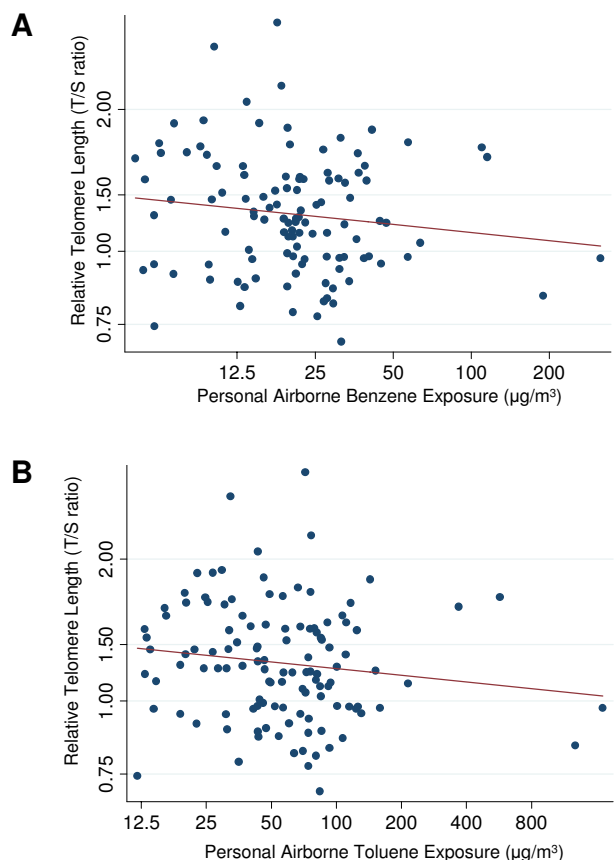 A
Relative Telomere Length (T/S ratio)
2.00
1.50
1.00
0.75
12.5 25 50 100 200
Personal Airborne Benzene Exposure (µg/m³)
B
Relative Telomere Length (T/S ratio)
2.00
1.50
1.00
0.75
12.5 25 50 100 200 400 800
Personal Airborne Toluene Exposure (µg/m³)